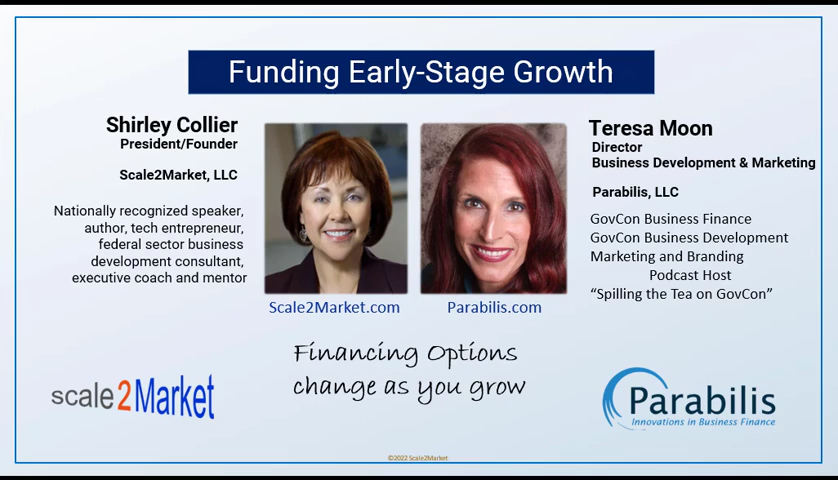 Funding Early-Stage Growth
Shirley Collier
President/Founder
Scale2Market, LLC
Nationally recognized speaker,
author, tech entrepreneur,
federal sector business
development consultant,
executive coach and mentor
Scale2Market.com
Parabilis.com
Teresa Moon
Director
Business Development & Marketing
Parabilis, LLC
GovCon Business Finance
GovCon Business Development
Marketing and Branding
Podcast Host
“Spilling the Tea on GovCon”
Financing Options
change as you grow
scale2Market
Parabilis
Innovations in Business Finance
©2022 Scale2Market